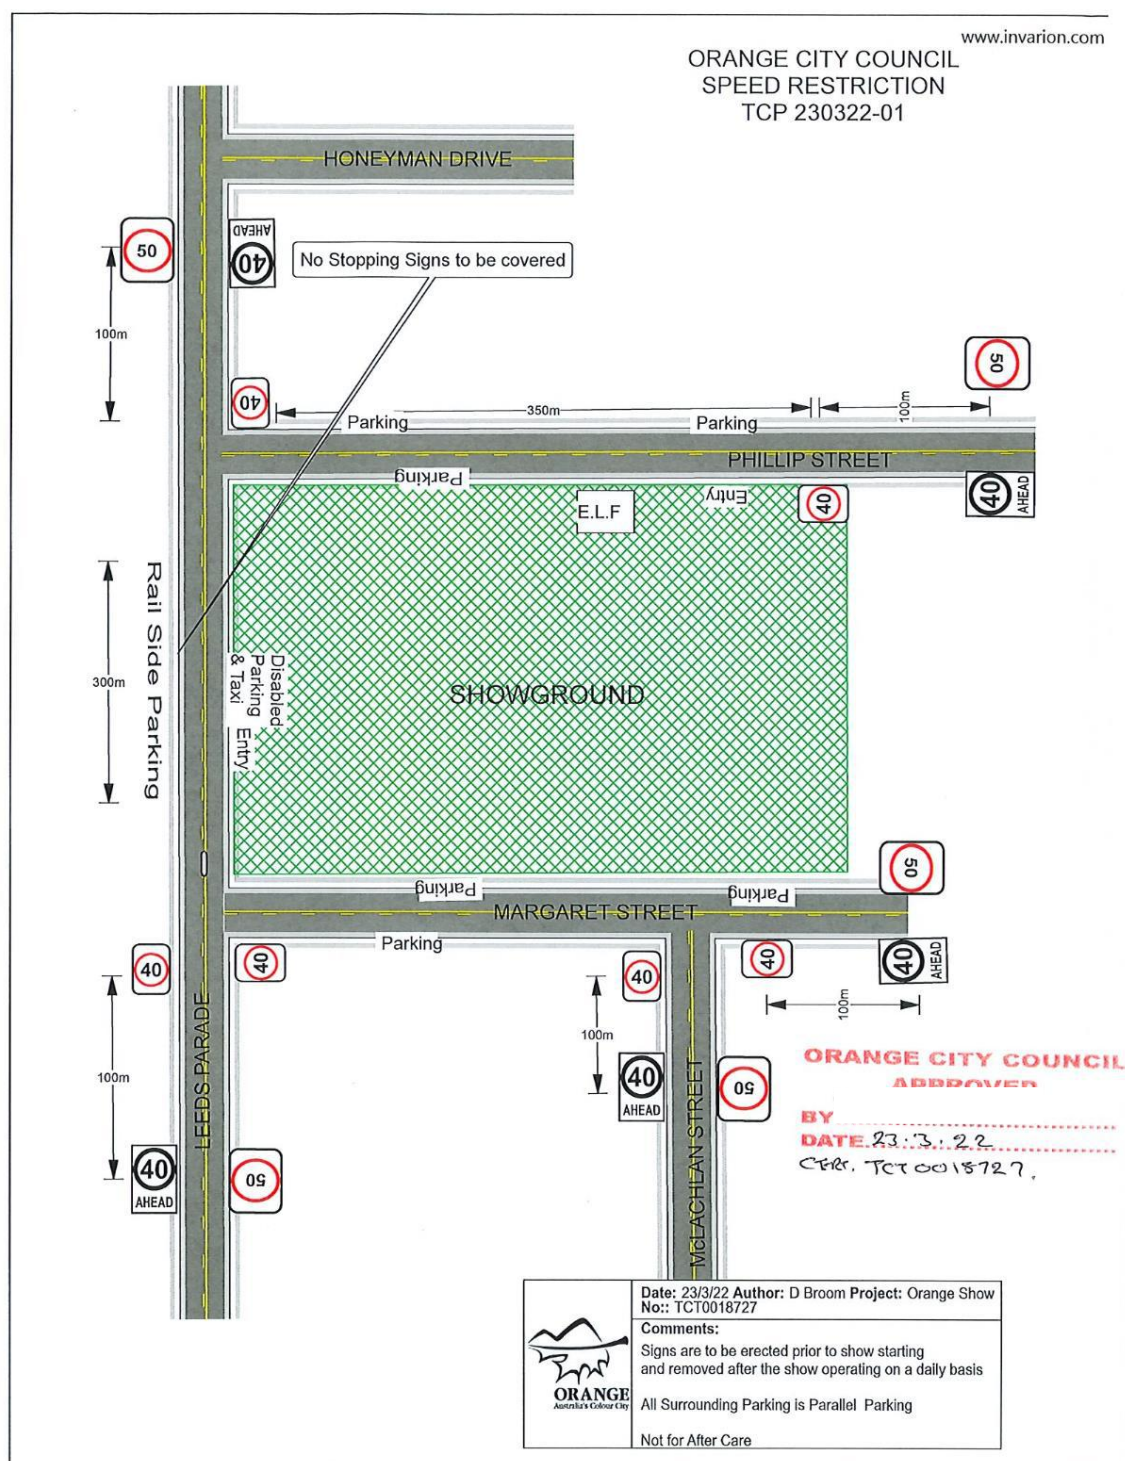 www.invarion.com
ORANGE CITY COUNCIL
SPEED RESTRICTION
TCP 230322-01
HONEYMAN DRIVE
50
AHEAD
40
No Stopping Signs to be covered
100m
50
40
350m
100m
Parking
Parking
PHILLIP STREET
Parking
Entry
E.L.F
40
40
AHEAD
Rail Side Parking
300m
Disabled
Parking
& Taxi
Entry
SHOWGROUND
50
Parking
Parking
MARGARET STREET
Parking
40
40
40
40
40
AHEAD
100m
100m
100m
LEEDS PARADE
40
AHEAD
50
McLACHLAN STREET
40
AHEAD
50
ORANGE CITY COUNCIL
APPROVED
BY
DATE 23.3.22
CERT. TCT0018727.
Date: 23/3/22 Author: D Broom Project: Orange Show
No:: TCT0018727
Comments:
Signs are to be erected prior to show starting
and removed after the show operating on a daily basis
All Surrounding Parking is Parallel Parking
Not for After Care
ORANGE
Australia's Colour City